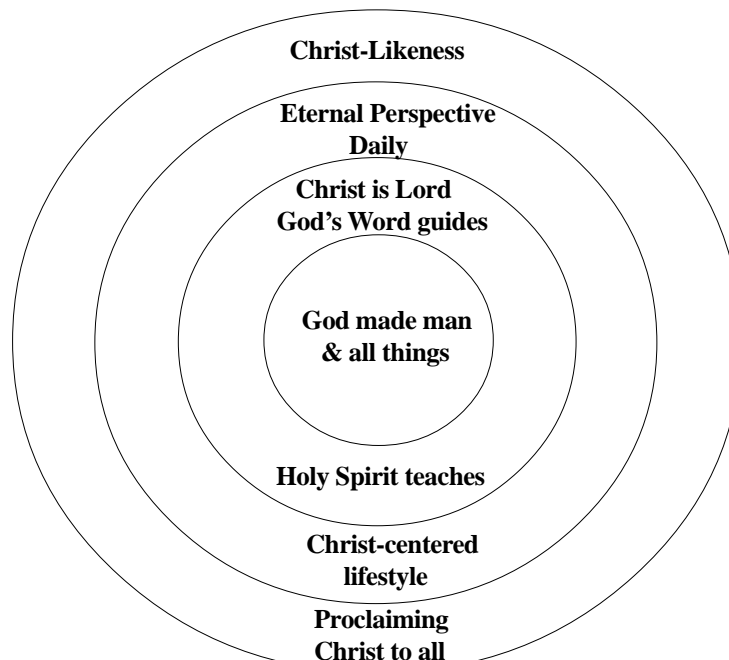 Christ-Likeness
Eternal Perspective
Daily
Christ is Lord
God’s Word guides
God made man
& all things
Holy Spirit teaches
Christ-centered
lifestyle
Proclaiming
Christ to all